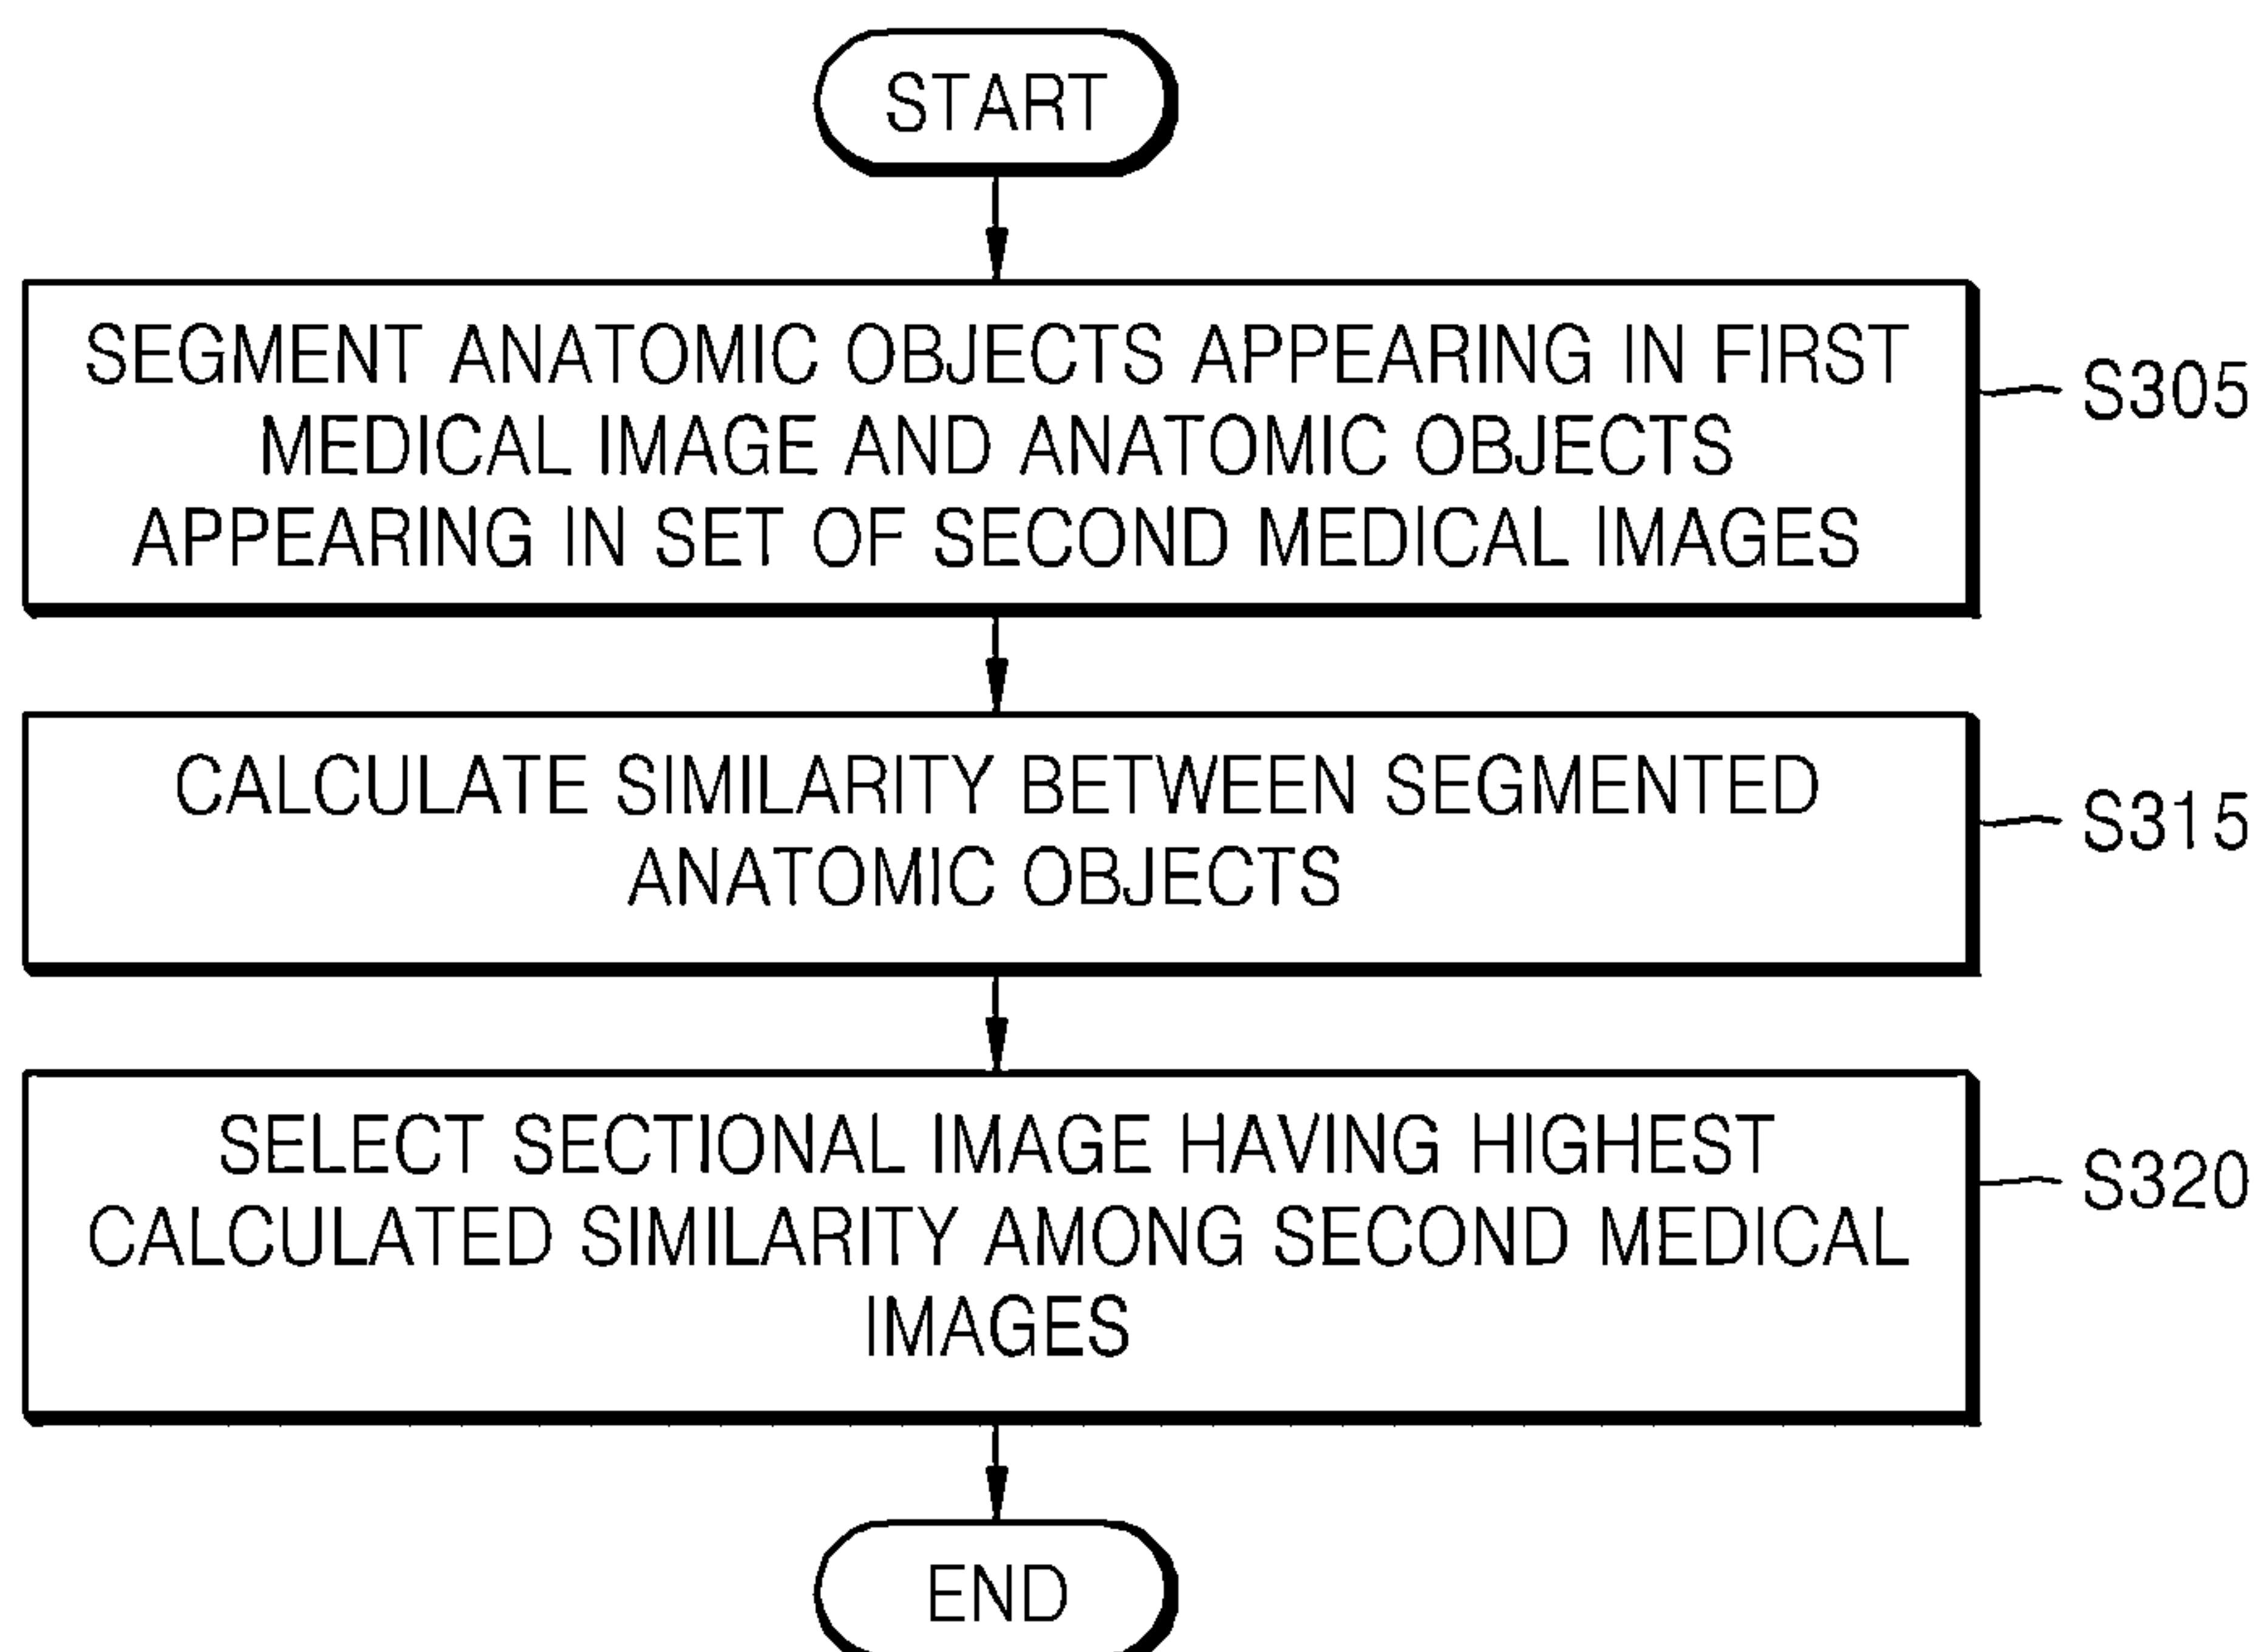 START
SEGMENT ANATOMIC OBJECTS APPEARING IN FIRST
MEDICAL IMAGE AND ANATOMIC OBJECTS
APPEARING IN SET OF SECOND MEDICAL IMAGES
S305
CALCULATE SIMILARITY BETWEEN SEGMENTED
ANATOMIC OBJECTS
S315
SELECT SECTIONAL IMAGE HAVING HIGHEST
CALCULATED SIMILARITY AMONG SECOND MEDICAL
IMAGES
S320
END